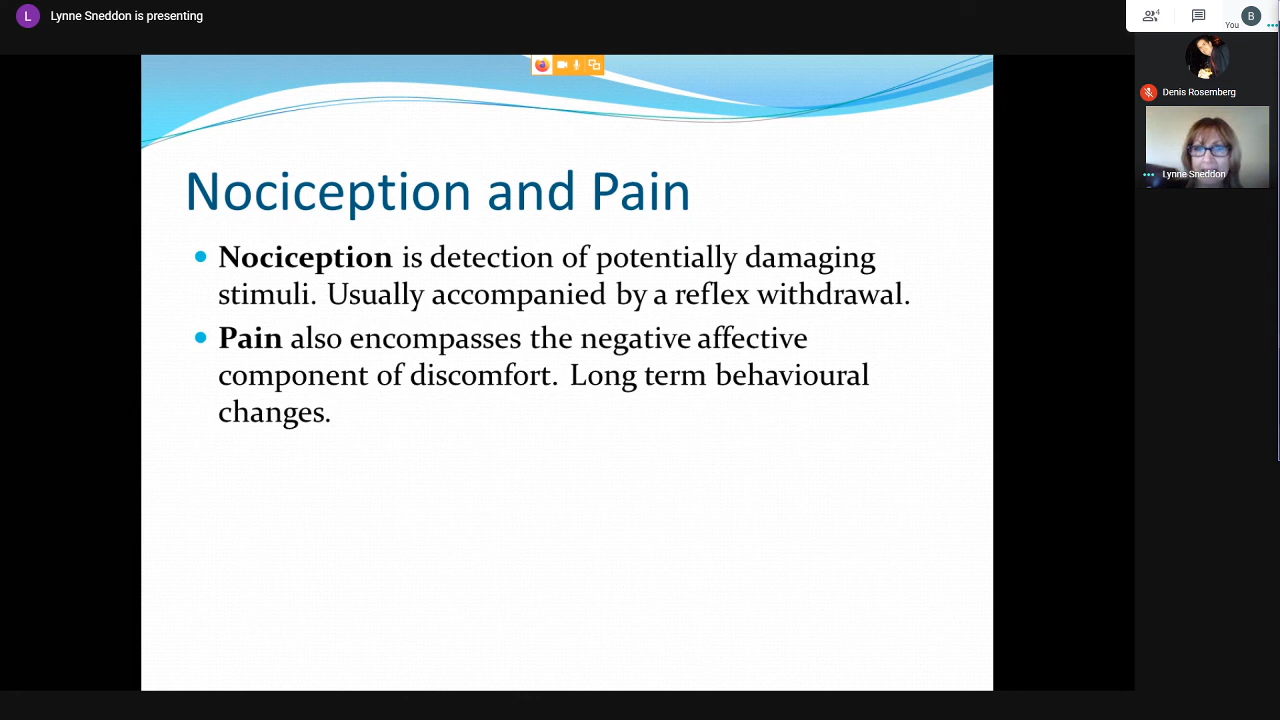 L
Lynne Sneddon is presenting
4
You
B
Denis Rosemberg
Lynne Sneddon
Nociception and Pain
• Nociception is detection of potentially damaging
stimuli. Usually accompanied by a reflex withdrawal.
• Pain also encompasses the negative affective
component of discomfort. Long term behavioural
changes.